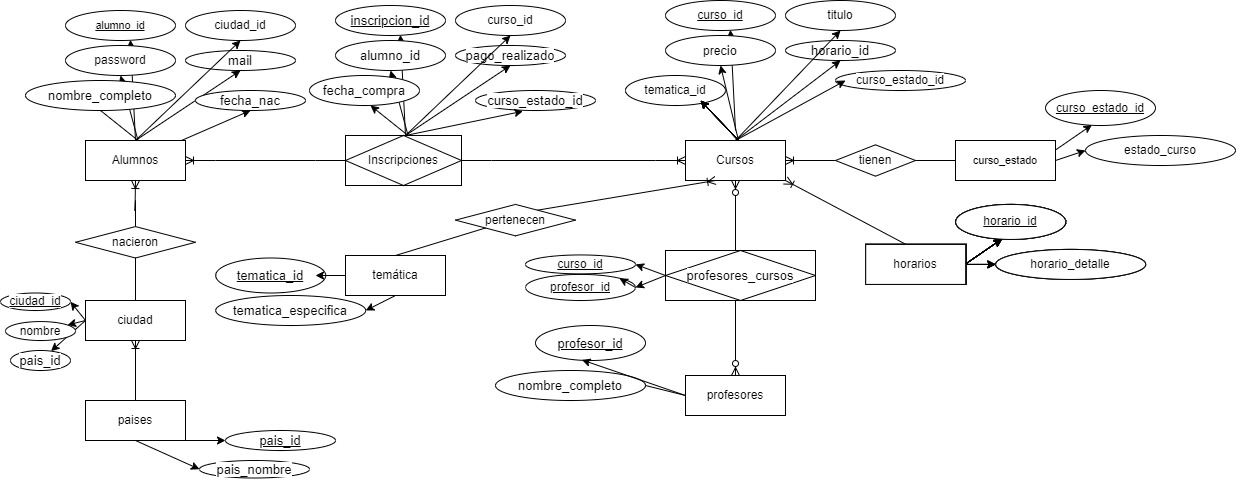 alumno_id
ciudad_id
password
mail
nombre_completo
fecha_nac
Alumnos
inscripcion_id
curso_id
alumno_id
pago_realizado
fecha_compra
curso_estado_id
Inscripciones
curso_id
titulo
precio
horario_id
tematica_id
curso_estado_id
Cursos
tienen
curso_estado
curso_estado_id
estado_curso
nacieron
pertenecen
horario_id
horarios
horario_detalle
tematica_id
temática
tematica_especifica
curso_id
profesor_id
profesores_cursos
ciudad_id
nombre
pais_id
ciudad
profesor_id
nombre_completo
profesores
paises
pais_id
pais_nombre